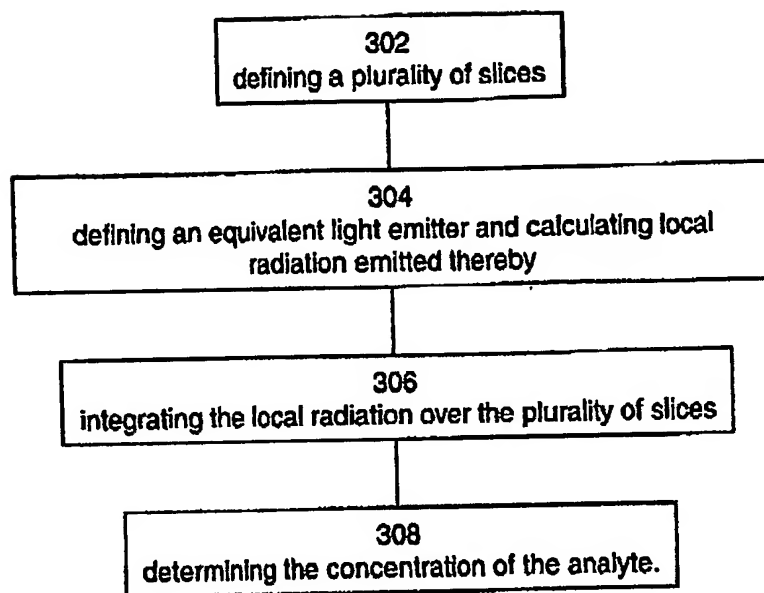 302
defining a plurality of slices
304
defining an equivalent light emitter and calculating local
radiation emitted thereby
306
integrating the local radiation over the plurality of slices
308
determining the concentration of the analyte.